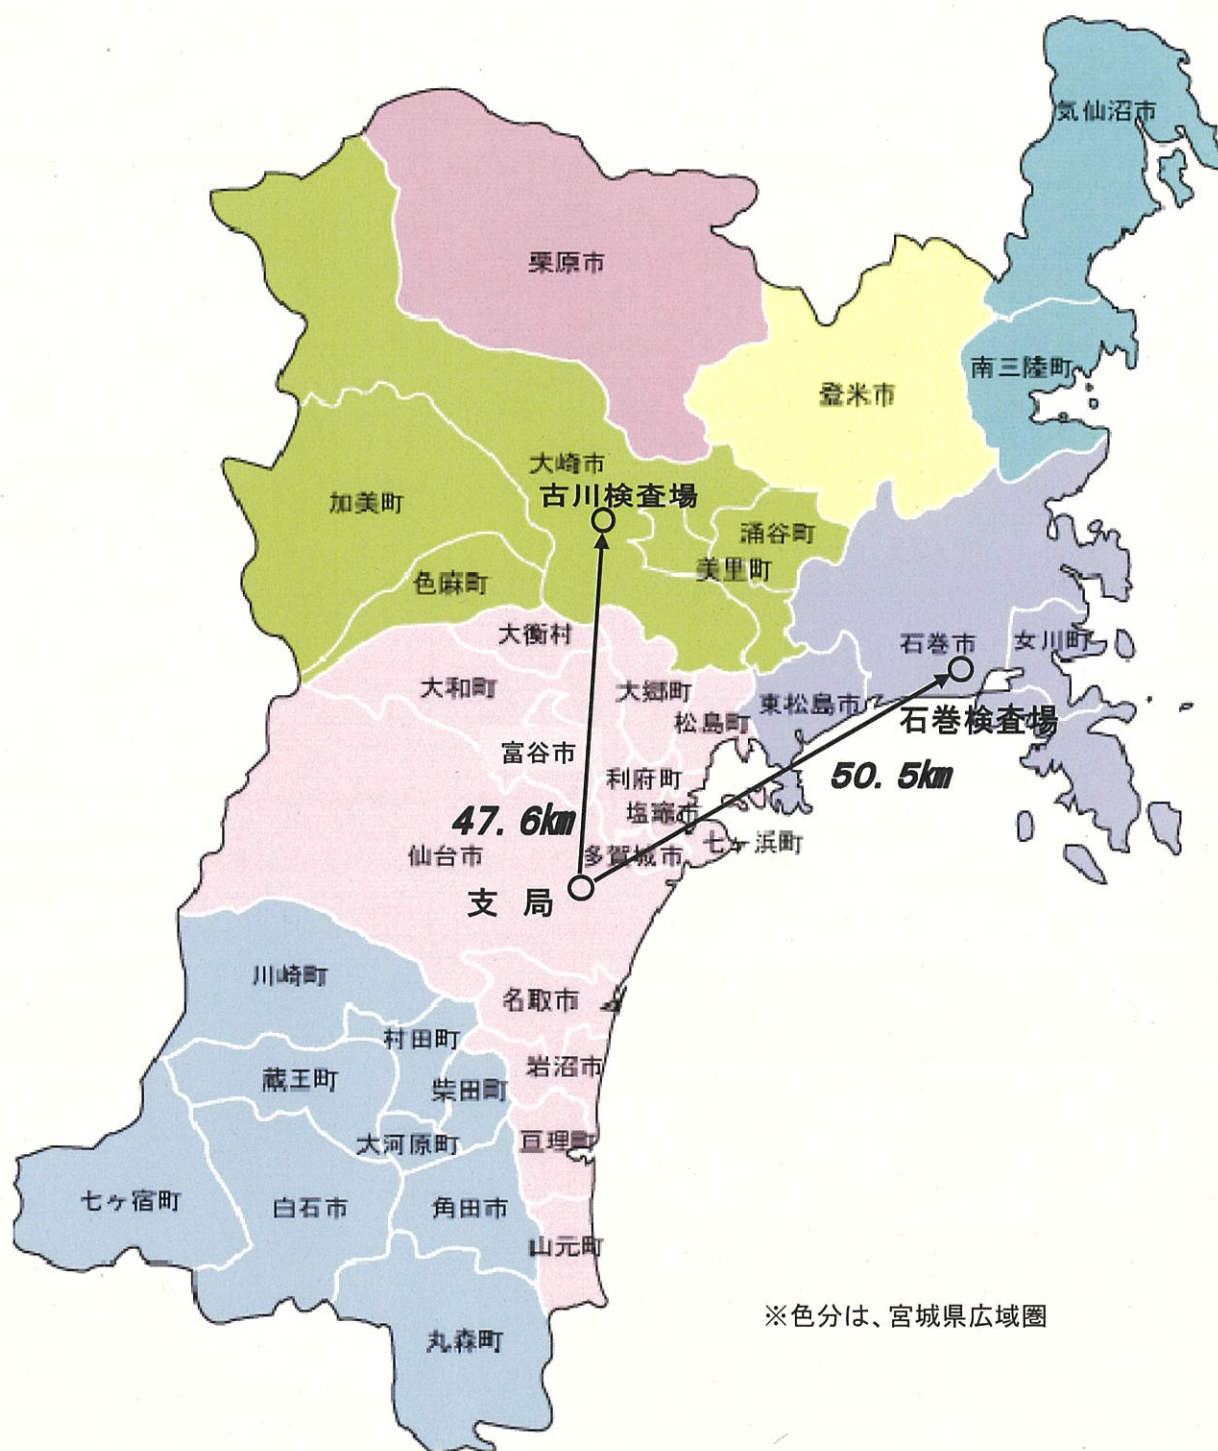 気仙沼市
栗原市
南三陸町
登米市
大崎市
古川検査場
加美町
涌谷町
美里町
色麻町
大衡村
石巻市
女川町
大和町
大郷町
東松島市
松島町
石巻検査場
富谷市
利府町
50.5㎞
塩竈市
47.6㎞
七ヶ浜町
仙台市
多賀城市
支 局
川崎町
名取市
村田町
岩沼市
蔵王町
柴田町
亘理町
大河原町
七ヶ宿町
白石市
角田市
山元町
※色分は、宮城県広域圏
丸森町